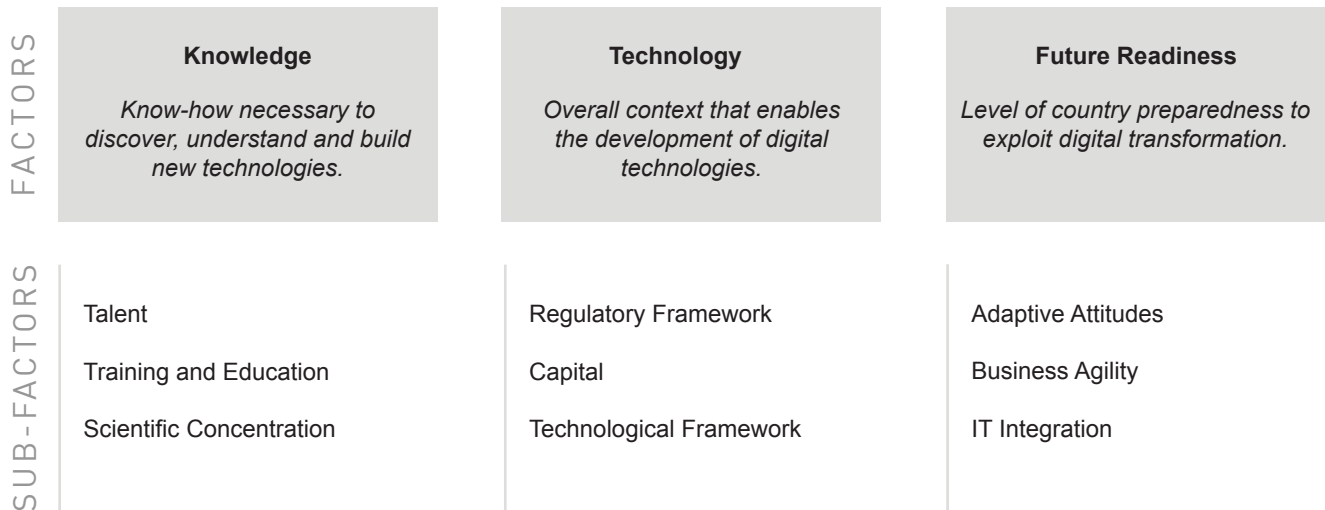 FACTORS
Knowledge
Know-how necessary to
discover, understand and build
new technologies.
Technology
Overall context that enables
the development of digital
technologies.
Future Readiness
Level of country preparedness to
exploit digital transformation.
SUB-FACTORS
Talent
Training and Education
Scientific Concentration
Regulatory Framework
Capital
Technological Framework
Adaptive Attitudes
Business Agility
IT Integration